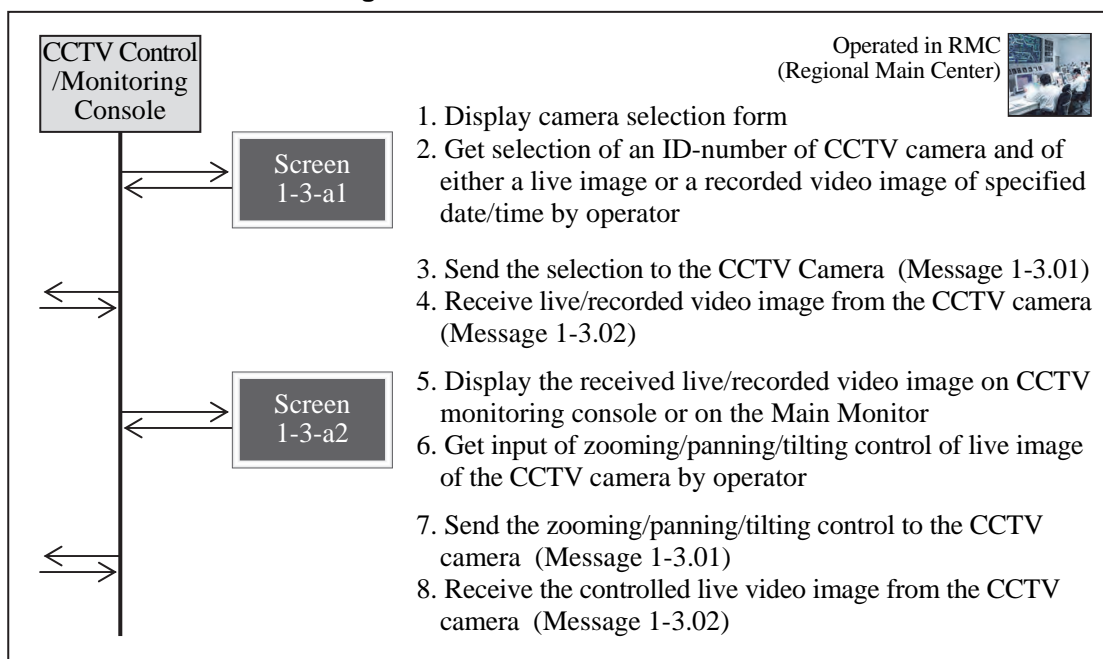 CCTV Control
/Monitoring
Console
Operated in RMC
(Regional Main Center)
Screen
1-3-a1
1. Display camera selection form
2. Get selection of an ID-number of CCTV camera and of
either a live image or a recorded video image of specified
date/time by operator
3. Send the selection to the CCTV Camera (Message 1-3.01)
4. Receive live/recorded video image from the CCTV camera
(Message 1-3.02)
Screen
1-3-a2
5. Display the received live/recorded video image on CCTV
monitoring console or on the Main Monitor
6. Get input of zooming/panning/tilting control of live image
of the CCTV camera by operator
7. Send the zooming/panning/tilting control to the CCTV
camera (Message 1-3.01)
8. Receive the controlled live video image from the CCTV
camera (Message 1-3.02)